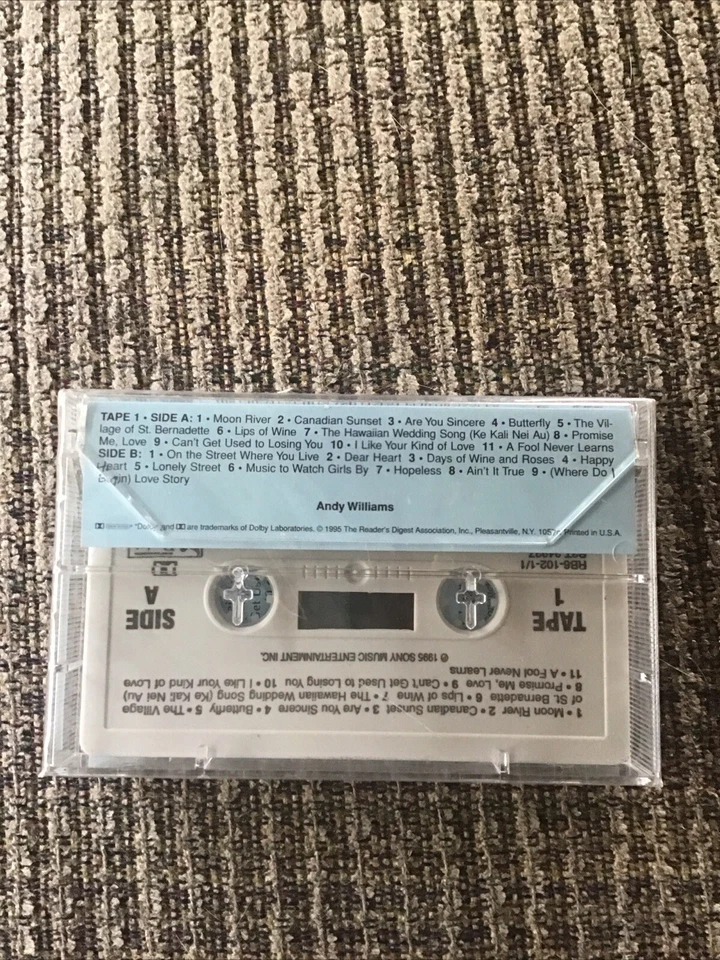 TAPE 1 • SIDE A: 1 • Moon River 2 • Canadian Sunset 3 • Are You Sincere 4 • Butterfly 5 • The Vil-
lage of St. Bernadette 6 • Lips of Wine 7 • The Hawaiian Wedding Song (Ke Kali Nei Au) 8 • Promise
Me, Love 9 • Can't Get Used to Losing You 10 • I Like Your Kind of Love 11 • A Fool Never Learns
SIDE B: 1 • On the Street Where You Live 2 • Dear Heart 3 • Days of Wine and Roses 4 • Happy
Heart 5 • Lonely Street 6 • Music to Watch Girls By 7 • Hopeless 8 • Ain't It True 9 • (Where Do I
Begin) Love Story
Andy Williams
"Dolby" and are trademarks of Dolby Laboratories. © 1995 The Reader's Digest Association, Inc., Pleasantville, N.Y. Printed in U.S.A.
RB6-102-1/1
TAPE
1
SIDE
A
℗ 1995 SONY MUSIC ENTERTAINMENT INC.
1 • Moon River 2 • Canadian Sunset 3 • Are You Sincere 4 • Butterfly 5 • The Village
of St. Bernadette 6 • Lips of Wine 7 • The Hawaiian Wedding Song (Ke Kali Nei Au)
8 • Promise Me, Love 9 • Can't Get Used to Losing You 10 • I Like Your Kind of Love
11 • A Fool Never Learns